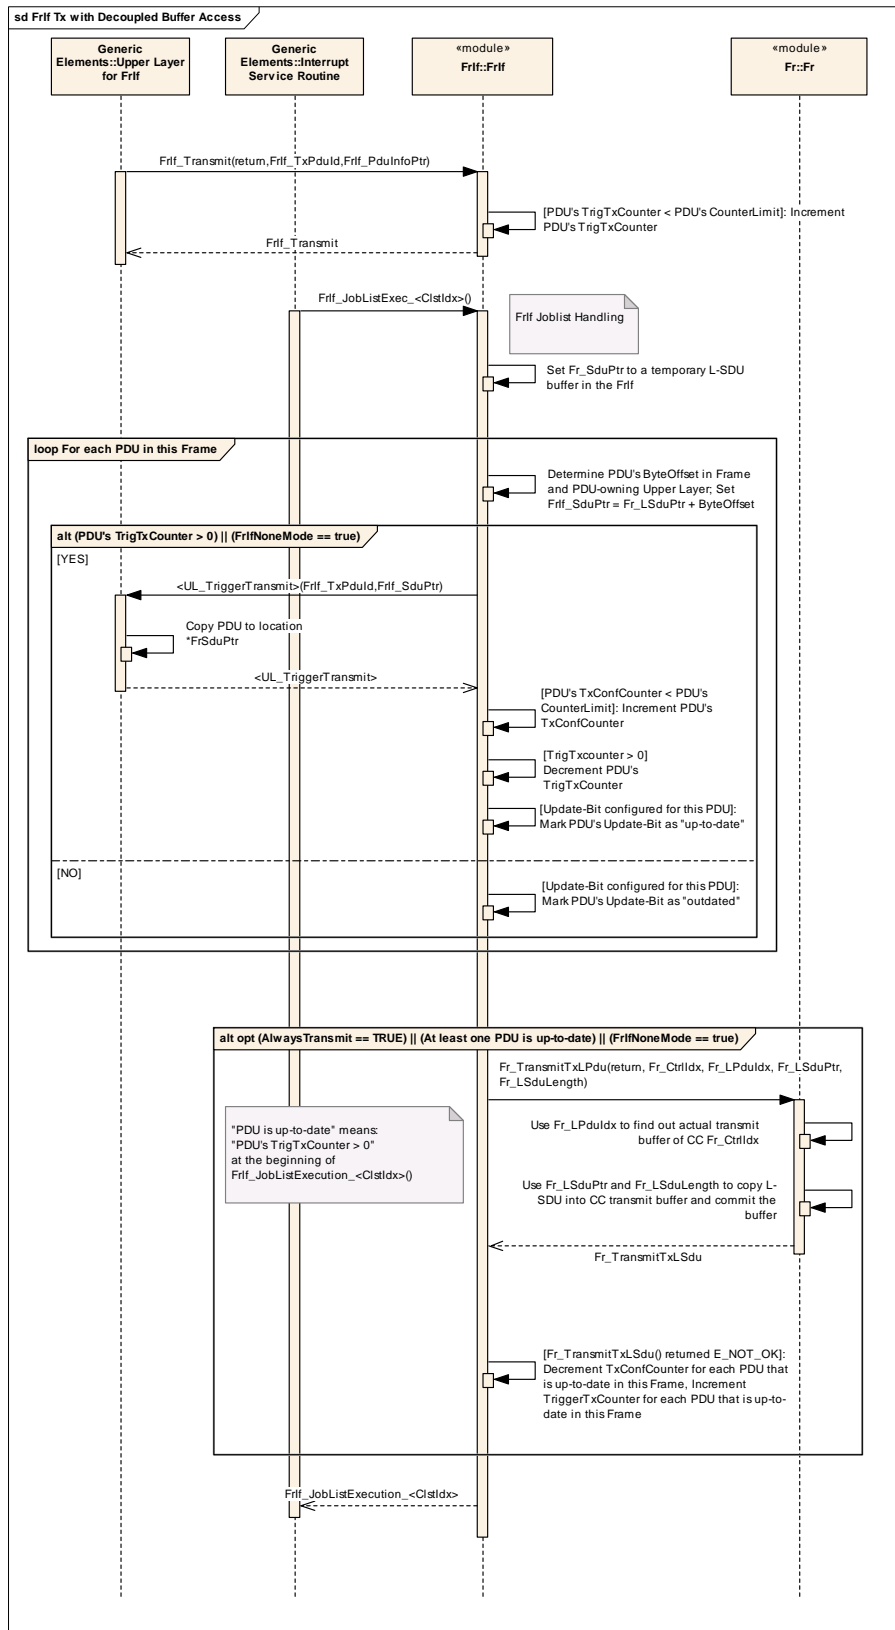 sd FrIf Tx with Decoupled Buffer Access
Generic
Elements::Upper Layer
for FrIf
Generic
Elements::Interrupt
Service Routine
«module»
FrIf::FrIf
«module»
Fr::Fr
FrIf_Transmit(return,FrIf_TxPduId,FrIf_PduInfoPtr)
[PDU's TrigTxCounter < PDU's CounterLimit]: Increment
PDU's TrigTxCounter
FrIf_Transmit
FrIf_JobListExec_<ClstIdx>()
FrIf Joblist Handling
Set Fr_SduPtr to a temporary L-SDU
buffer in the FrIf
loop For each PDU in this Frame
Determine PDU's ByteOffset in Frame
and PDU-owning Upper Layer; Set
FrIf_SduPtr = Fr_LSduPtr + ByteOffset
alt (PDU's TrigTxCounter > 0) || (FrIfNoneMode == true)
[YES]
<UL_TriggerTransmit>(FrIf_TxPduId,FrIf_SduPtr)
Copy PDU to location
*FrSduPtr
<UL_TriggerTransmit>
[PDU's TxConfCounter < PDU's
CounterLimit]: Increment PDU's
TxConfCounter
[TrigTxcounter > 0]
Decrement PDU's
TrigTxCounter
[Update-Bit configured for this PDU]:
Mark PDU's Update-Bit as "up-to-date"
[NO]
[Update-Bit configured for this PDU]:
Mark PDU's Update-Bit as "outdated"
alt opt (AlwaysTransmit == TRUE) || (At least one PDU is up-to-date) || (FrIfNoneMode == true)
Fr_TransmitTxLPdu(return, Fr_CtrlIdx, Fr_LPduIdx, Fr_LSduPtr,
Fr_LSduLength)
"PDU is up-to-date" means:
"PDU's TrigTxCounter > 0"
at the beginning of
FrIf_JobListExecution_<ClstIdx>()
Use Fr_LPduIdx to find out actual transmit
buffer of CC Fr_CtrlIdx
Use Fr_LSduPtr and Fr_LSduLength to copy L-
SDU into CC transmit buffer and commit the
buffer
Fr_TransmitTxLSdu
[Fr_TransmitTxLSdu() returned E_NOT_OK]:
Decrement TxConfCounter for each PDU that
is up-to-date in this Frame, Increment
TriggerTxCounter for each PDU that is up-to-
date in this Frame
FrIf_JobListExecution_<ClstIdx>